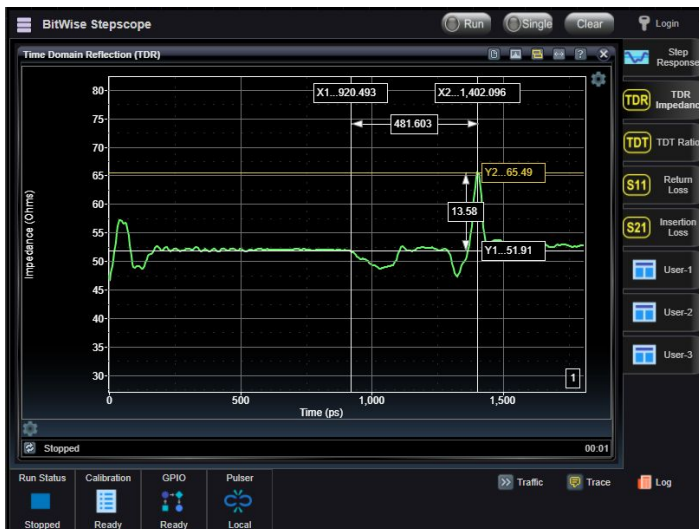 BitWise Stepscope
Run
Single
Clear
Login
Time Domain Reflection (TDR)
?
Step
Response
TDR
TDR
Impedanc
TDT
TDT Ratio
S11
Return
Loss
S21
Insertion
Loss
User-1
User-2
User-3
X1...920.493
X2...1,402.096
481.603
Y2...65.49
13.58
Y1...51.91
80
75
70
65
60
55
50
45
40
35
30
Impedance (Ohms)
0
500
1,000
1,500
Time (ps)
1
Stopped
00:01
Run Status
Calibration
GPIO
Pulser
Stopped
Ready
Ready
Local
Traffic
Trace
Log